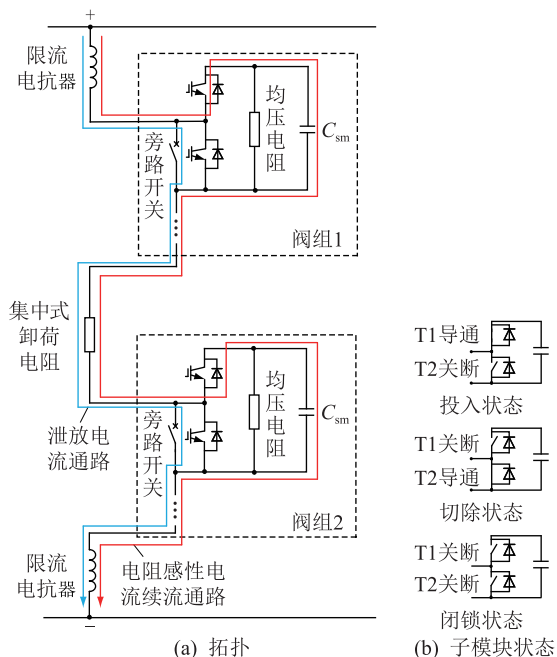 +
限流
电抗器
旁路开关
均压电阻
Csm
阀组1
集中式
卸荷
电阻
泄放电
流通路
旁路开关
均压电阻
Csm
阀组2
限流
电抗器
电阻感性电
流续流通路
−
(a) 拓扑
T1导通
T2关断
投入状态
T1关断
T2导通
切除状态
T1关断
T2关断
闭锁状态
(b) 子模块状态